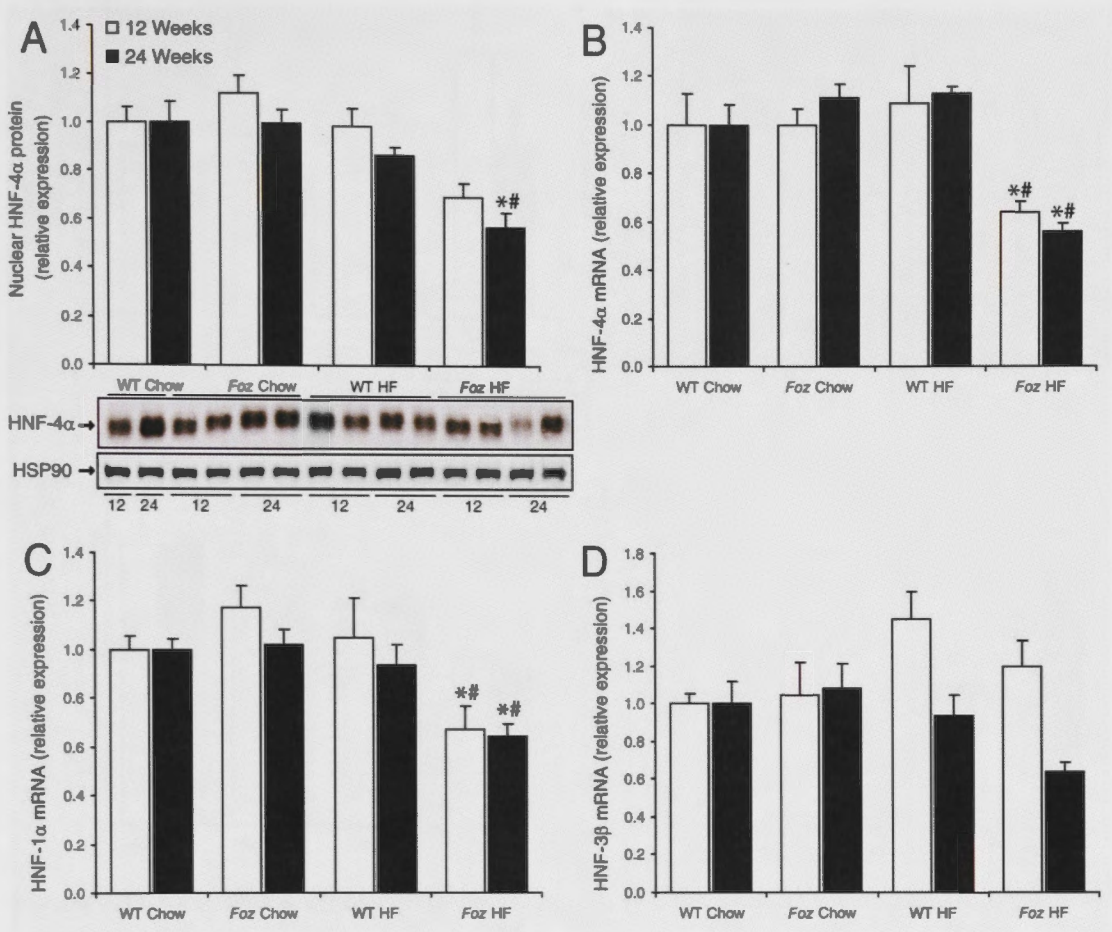 A
12 Weeks
24 Weeks
Nuclear HNF-4α protein
(relative expression)
1.4
1.2
1.0
0.8
0.6
0.4
0.2
0.0
*#
WT Chow
Foz Chow
WT HF
Foz HF
HNF-4α
HSP90
12 24 12 24 12 24 12 24
B
HNF-4α mRNA (relative expression)
1.4
1.2
1.0
0.8
0.6
0.4
0.2
0.0
*#
*#
WT Chow
Foz Chow
WT HF
Foz HF
C
HNF-1α mRNA (relative expression)
1.4
1.2
1.0
0.8
0.6
0.4
0.2
0.0
*#
*#
WT Chow
Foz Chow
WT HF
Foz HF
D
HNF-3β mRNA (relative expression)
1.8
1.6
1.4
1.2
1.0
0.8
0.6
0.4
0.2
0.0
WT Chow
Foz Chow
WT HF
Foz HF